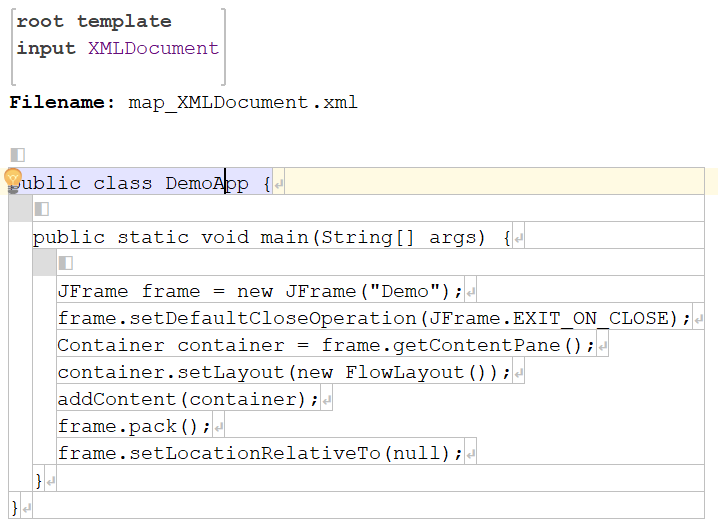 root template
input XMLDocument
Filename: map_XMLDocument.xml
public class DemoApp {
public static void main(String[] args) {
JFrame frame = new JFrame("Demo");
frame.setDefaultCloseOperation(JFrame.EXIT_ON_CLOSE);
Container container = frame.getContentPane();
container.setLayout(new FlowLayout());
addContent(container);
frame.pack();
frame.setLocationRelativeTo(null);
}
}